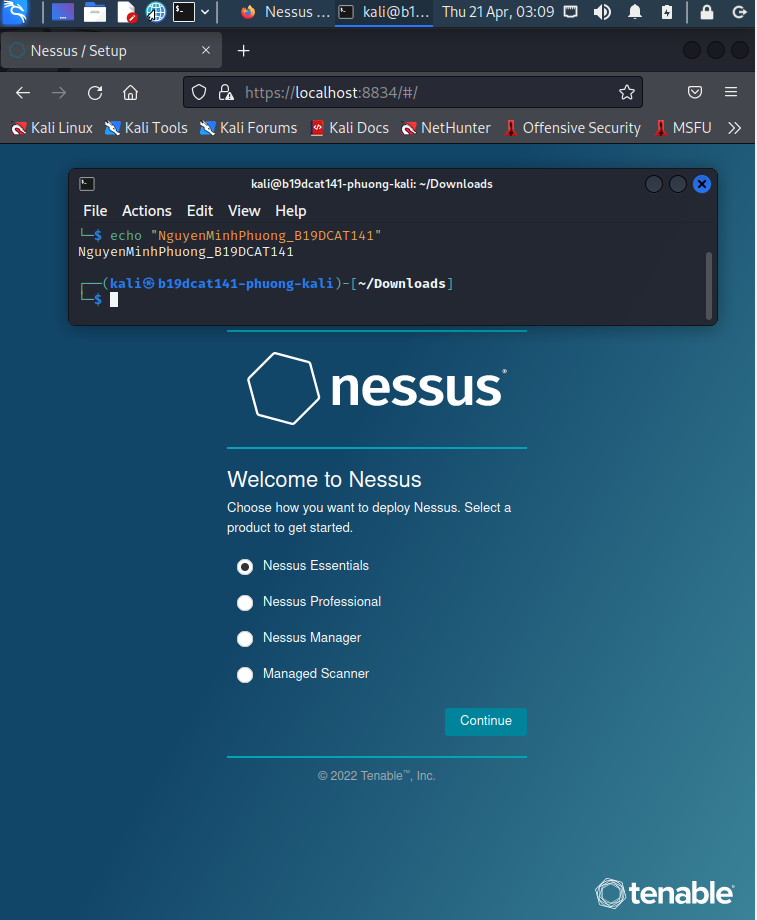 Nessus ... kali@b1... Thu 21 Apr, 03:09
Nessus / Setup
https://localhost:8834/#/
Kali Linux Kali Tools Kali Forums Kali Docs NetHunter Offensive Security MSFU
kali@b19dcat141-phuong-kali: ~/Downloads
File Actions Edit View Help
└─$ echo "NguyenMinhPhuong_B19DCAT141"
NguyenMinhPhuong_B19DCAT141
┌──(kali㉿b19dcat141-phuong-kali)-[~/Downloads]
└─$
nessus®
Welcome to Nessus
Choose how you want to deploy Nessus. Select a
product to get started.
Nessus Essentials
Nessus Professional
Nessus Manager
Managed Scanner
Continue
© 2022 Tenable™, Inc.
tenable